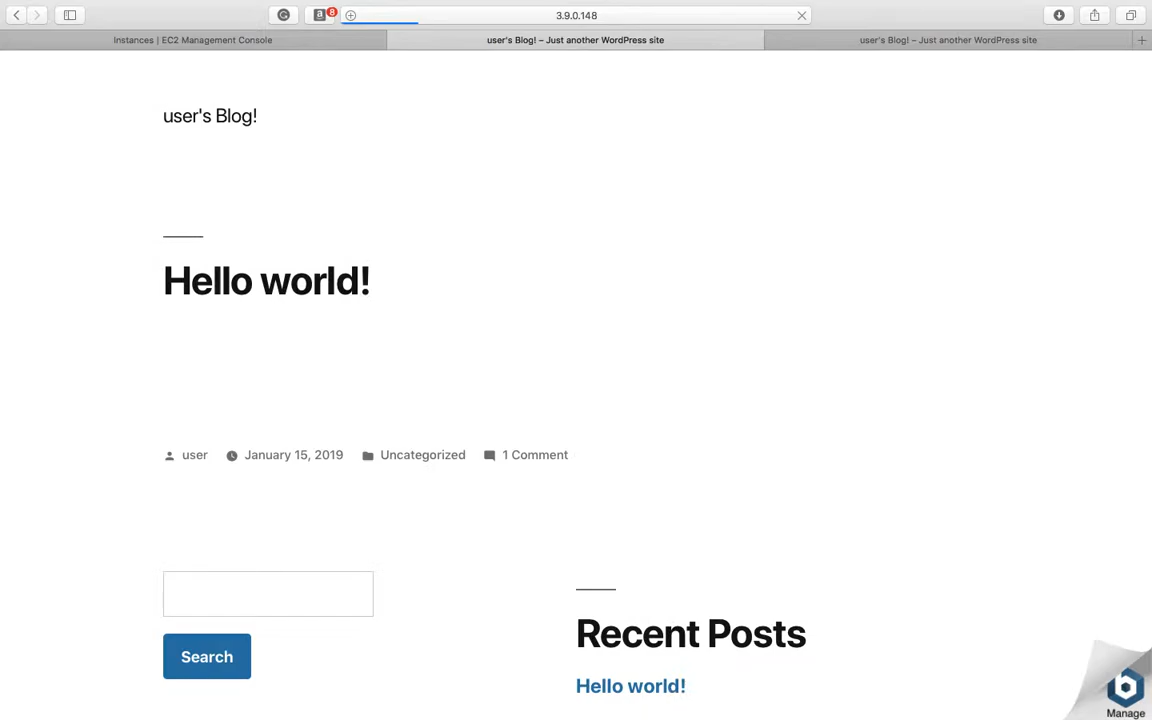 8
3.9.0.148
Instances | EC2 Management Console
user's Blog! – Just another WordPress site
user's Blog! – Just another WordPress site
user's Blog!
Hello world!
user
January 15, 2019
Uncategorized
1 Comment
Search
Recent Posts
Hello world!
Manage